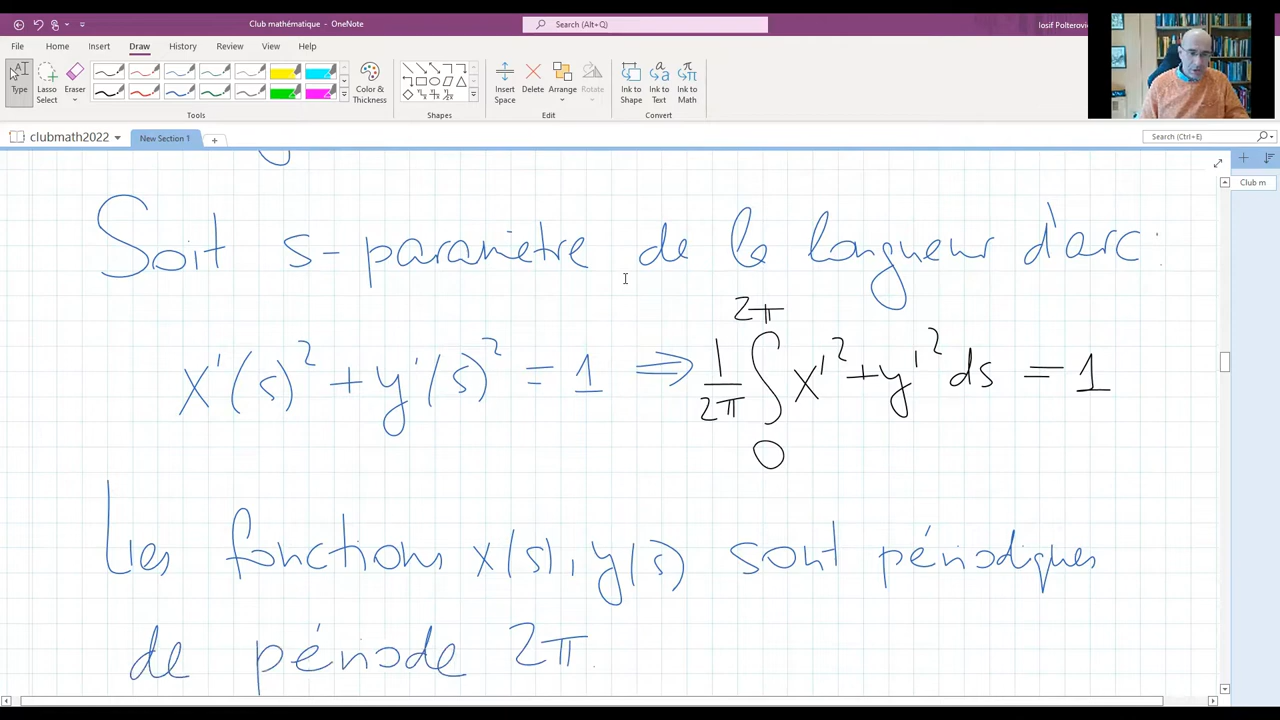 Club mathématique - OneNote
Search (Alt+Q)
Iosif Polterovi
File Home Insert Draw History Review View Help
Type
Lasso Select
Eraser
Color & Thickness
Insert Space
Delete
Arrange
Rotate
Ink to Shape
Ink to Text
Ink to Math
Tools
Shapes
Edit
Convert
clubmath2022
New Section 1
Search (Ctrl+E)
Club m
Soit s-paramètre de la longueur d'arc :
x'(s)² + y'(s)² = 1 ⟹ 1/2π ∫₀^2π x'² + y'² ds = 1
Les fonctions x(s), y(s) sont périodiques
de période 2π.